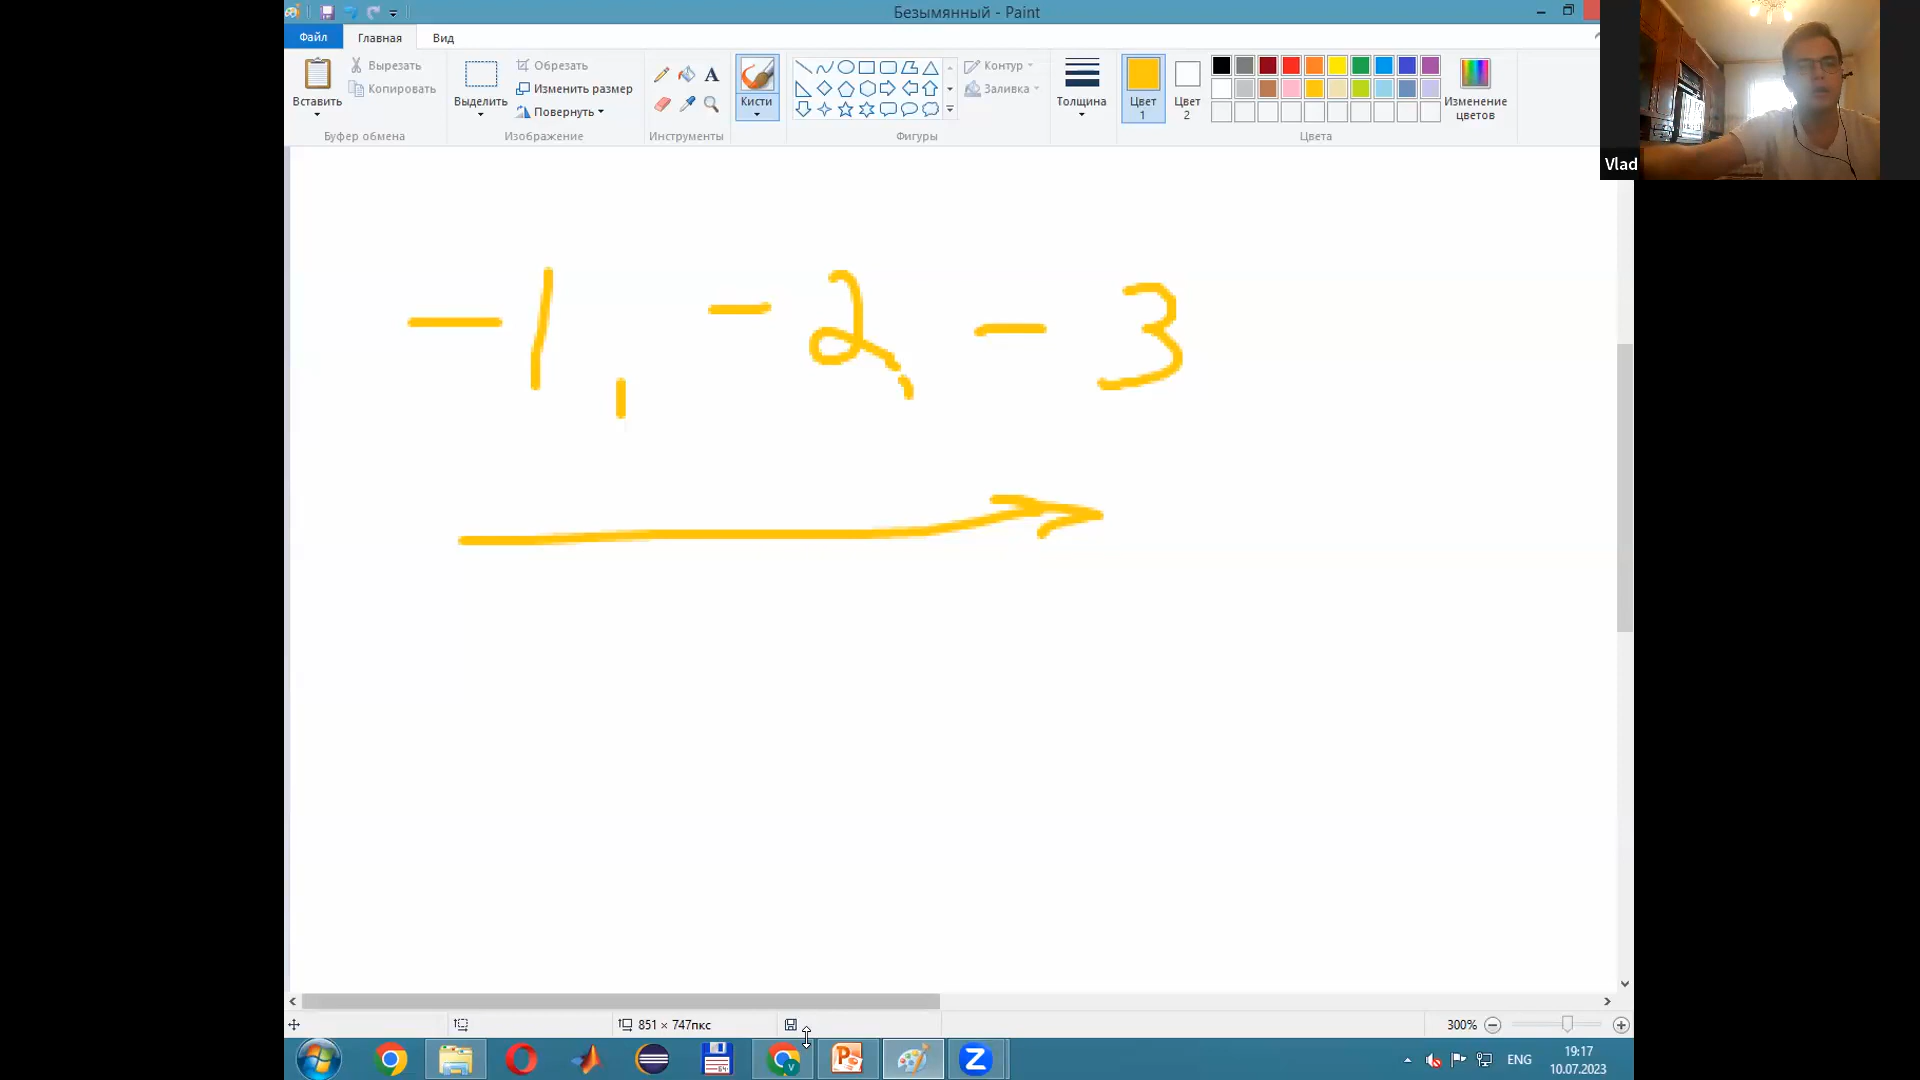 Безымянный - Paint
Файл Главная Вид
Вставить
Вырезать
Копировать
Буфер обмена
Выделить
Обрезать
Изменить размер
Повернуть
Изображение
A
Инструменты
Кисти
Контур
Заливка
Фигуры
Толщина
Цвет 1
Цвет 2
Изменение цветов
Цвета
Vlad
-1, -2, -3
851 × 747пкс
300%
64
V
P
Z
ENG
19:17
10.07.2023